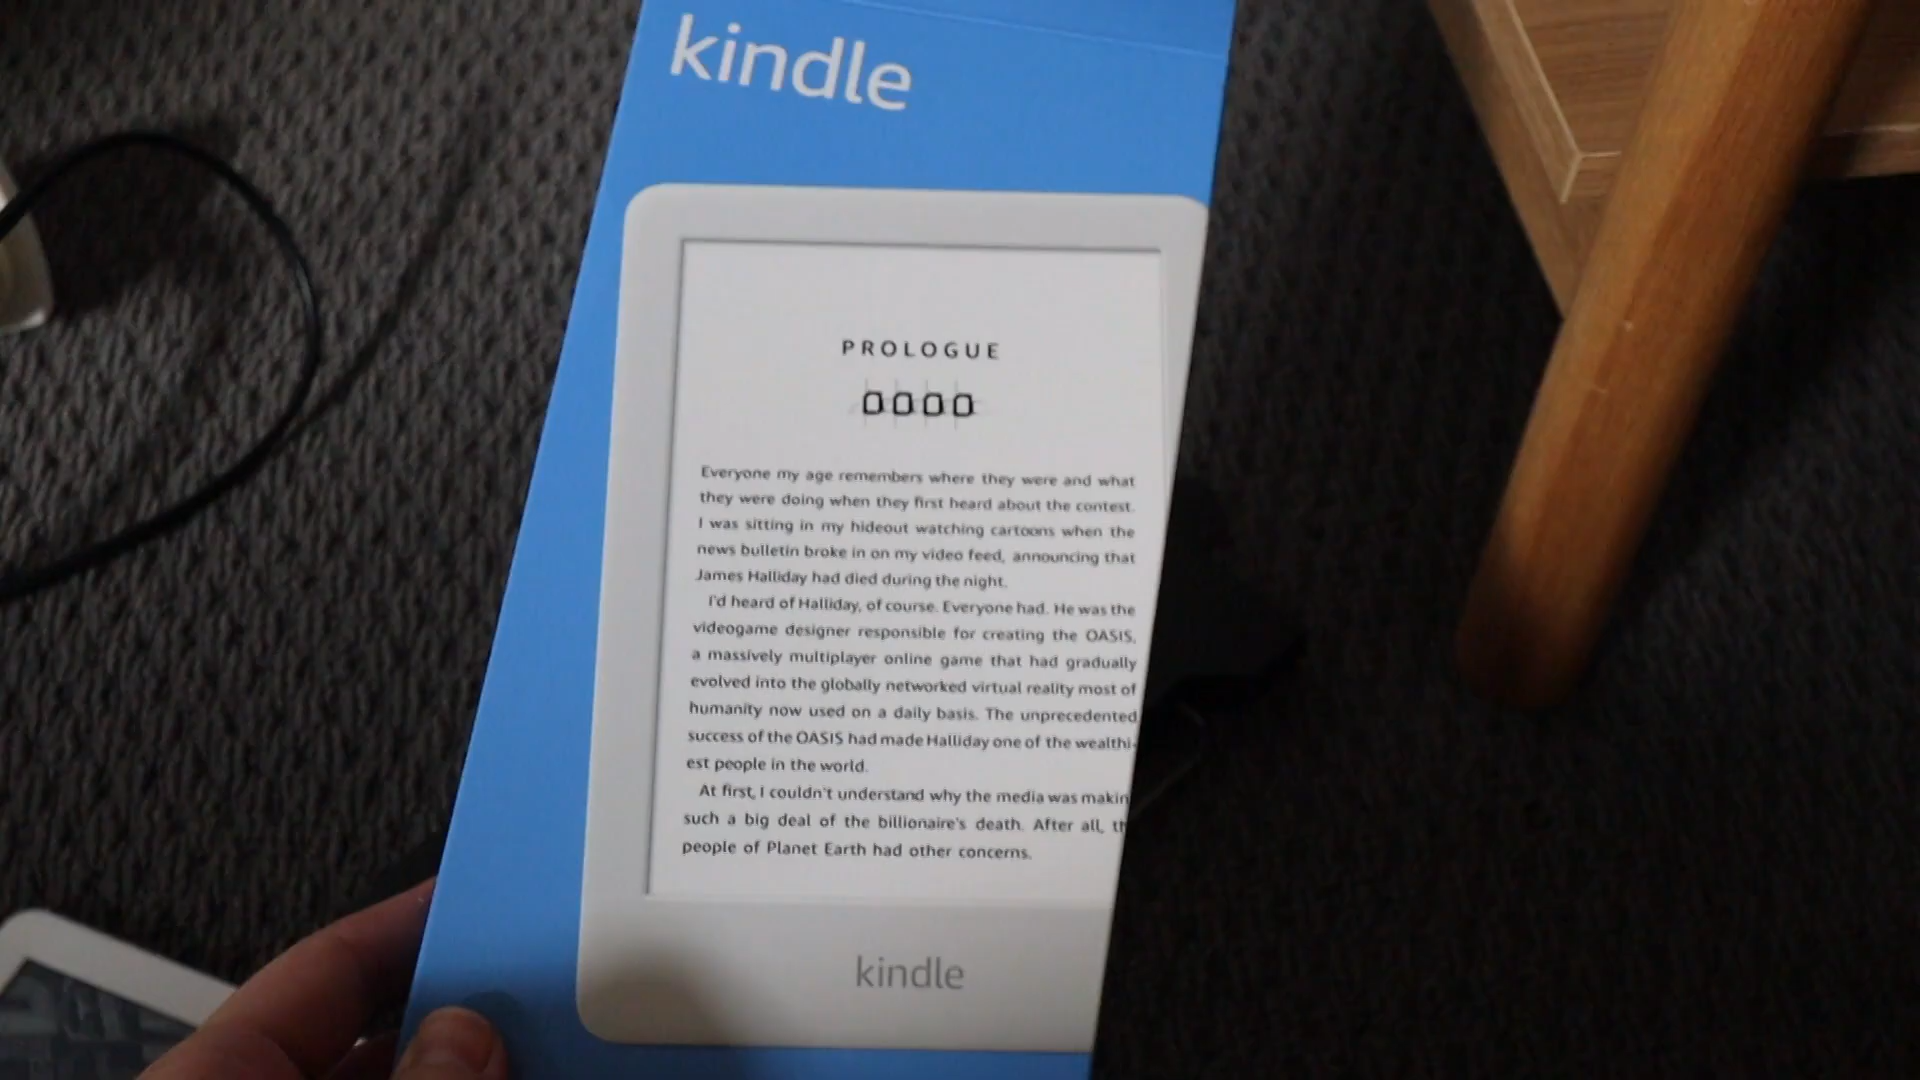 kindle
PROLOGUE
0000
Everyone my age remembers where they were and what
they were doing when they first heard about the contest.
I was sitting in my hideout watching cartoons when the
news bulletin broke in on my video feed, announcing that
James Halliday had died during the night.
I'd heard of Halliday, of course. Everyone had. He was the
videogame designer responsible for creating the OASIS,
a massively multiplayer online game that had gradually
evolved into the globally networked virtual reality most of
humanity now used on a daily basis. The unprecedented
success of the OASIS had made Halliday one of the wealthi-
est people in the world.
At first, I couldn't understand why the media was makin
such a big deal of the billionaire's death. After all, th
people of Planet Earth had other concerns.
kindle